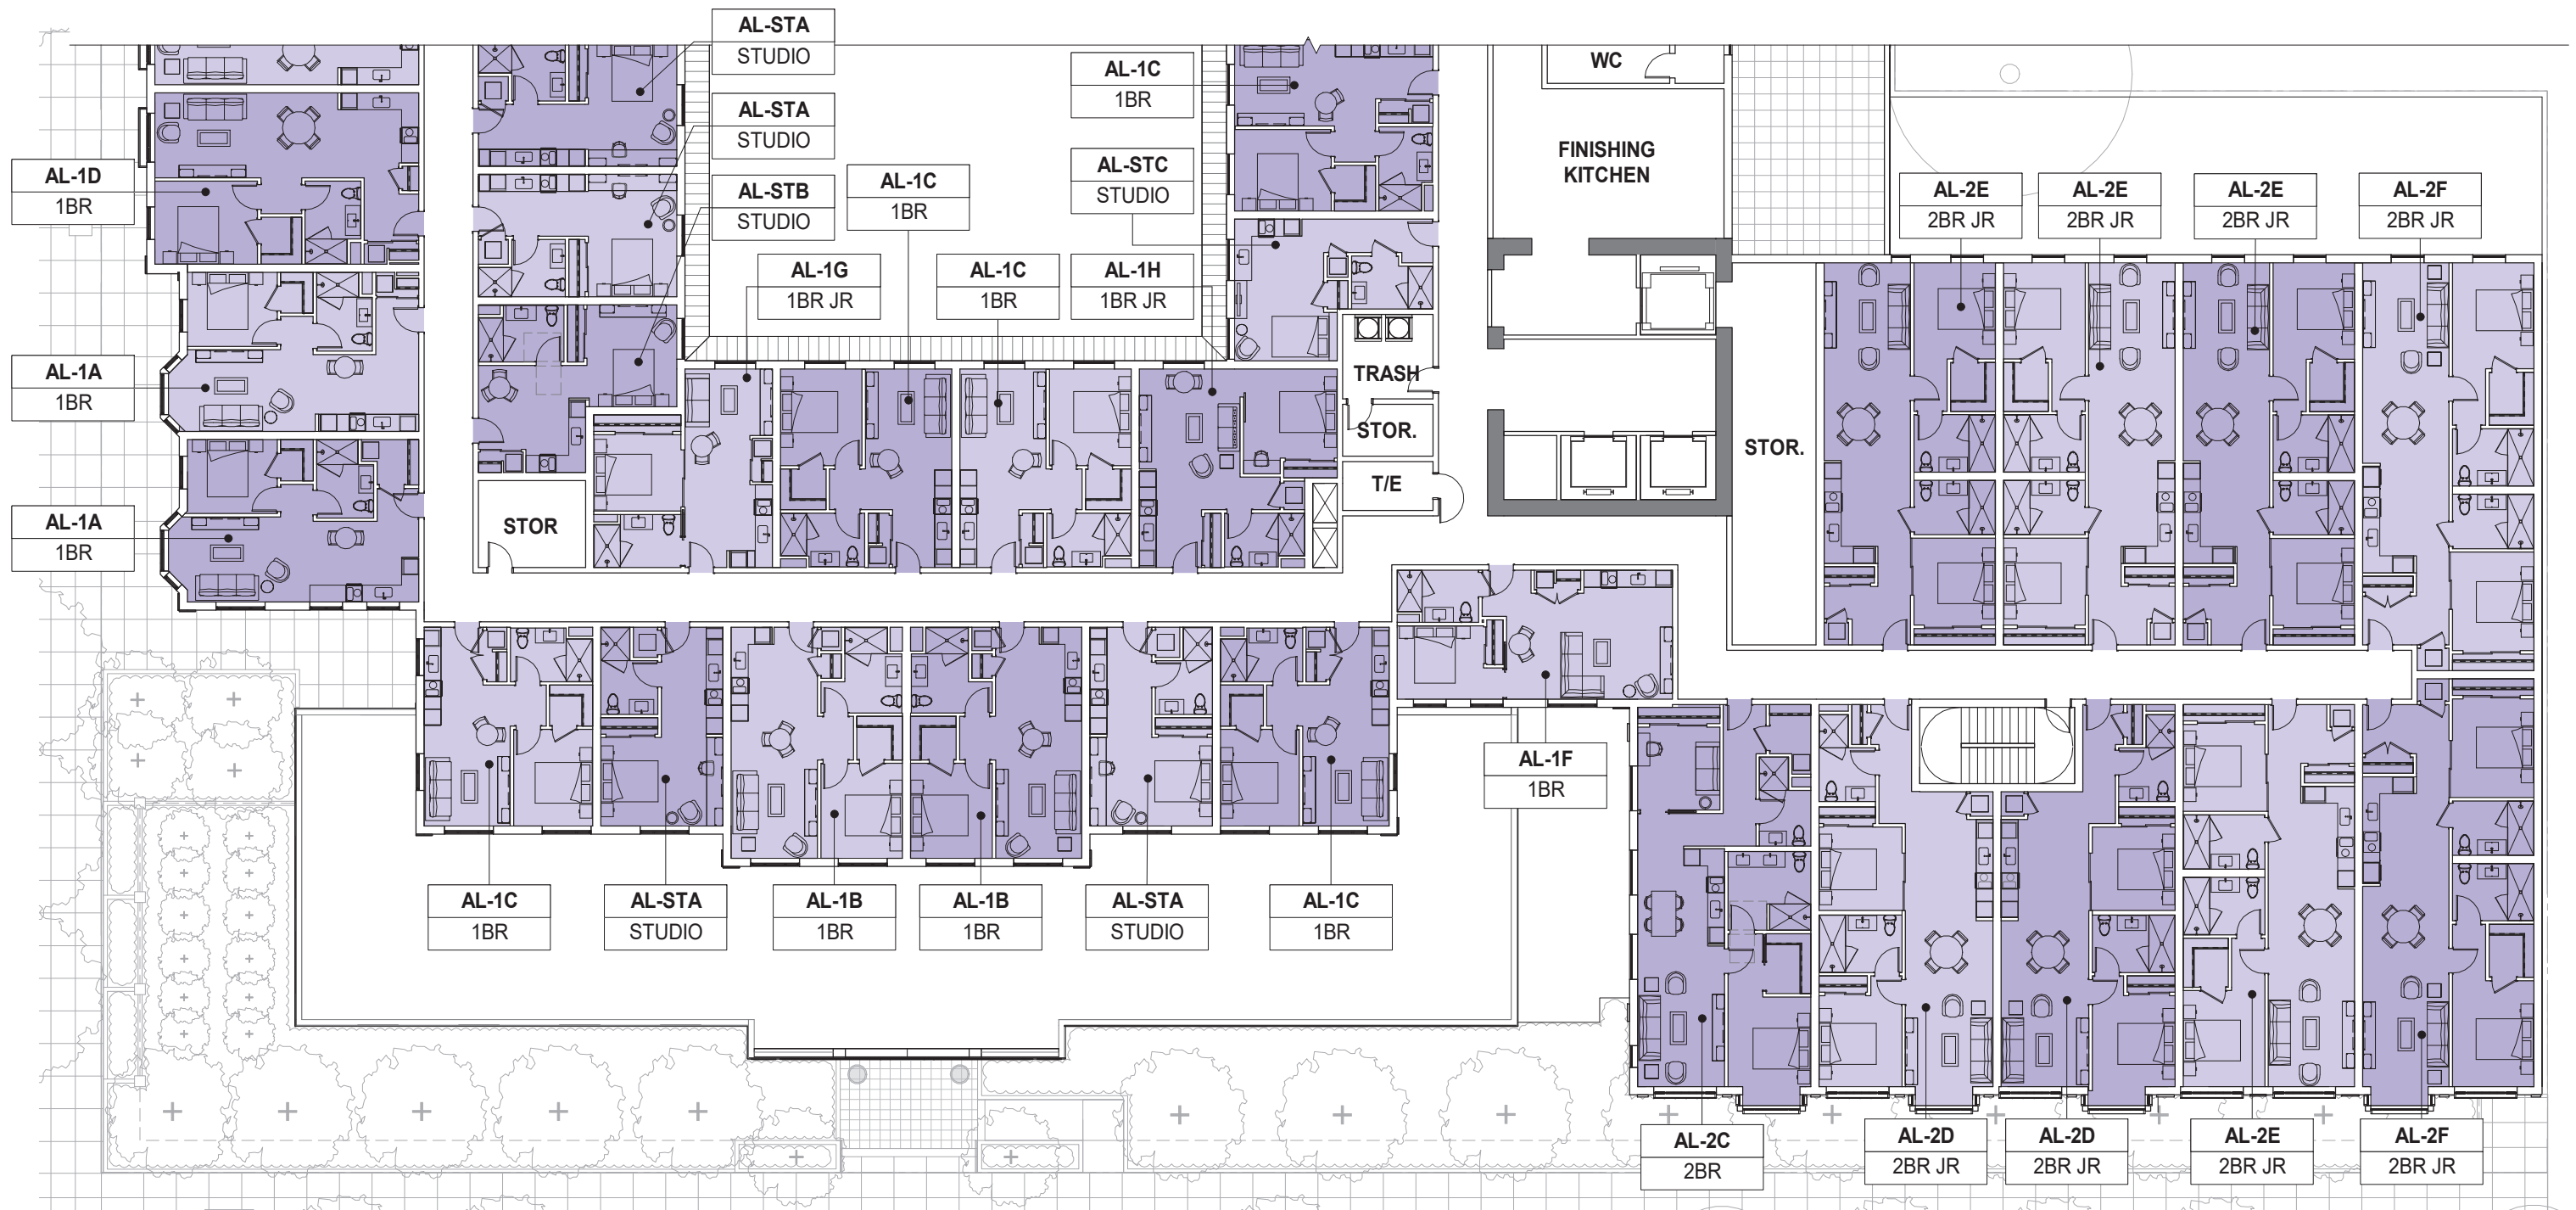 AL-STA
STUDIO
AL-1C
1BR
WC
AL-STA
STUDIO
FINISHING
KITCHEN
AL-1D
1BR
AL-STB
STUDIO
AL-1C
1BR
AL-STC
STUDIO
AL-2E
2BR JR
AL-2E
2BR JR
AL-2E
2BR JR
AL-2F
2BR JR
AL-1G
1BR JR
AL-1C
1BR
AL-1H
1BR JR
AL-1A
1BR
TRASH
STOR.
STOR.
T/E
AL-1A
1BR
STOR
AL-1F
1BR
AL-1C
1BR
AL-STA
STUDIO
AL-1B
1BR
AL-1B
1BR
AL-STA
STUDIO
AL-1C
1BR
AL-2C
2BR
AL-2D
2BR JR
AL-2D
2BR JR
AL-2E
2BR JR
AL-2F
2BR JR